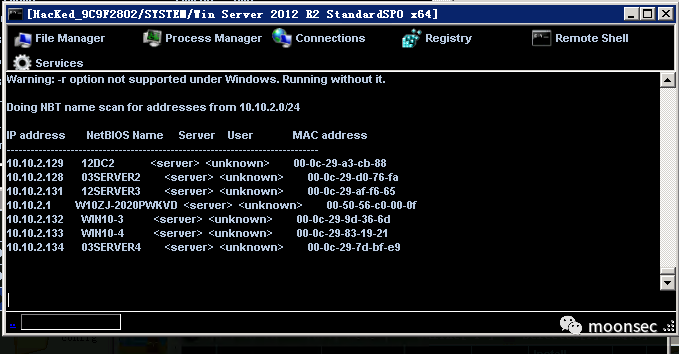 [HacKed_9C9F2802/SYSTEM/Win Server 2012 R2 StandardSPO x64]
File Manager Process Manager Connections Registry Remote Shell
Services
Warning: -r option not supported under Windows. Running without it.
Doing NBT name scan for addresses from 10.10.2.0/24
IP address NetBIOS Name Server User MAC address
------------------------------------------------------------------------------
10.10.2.129 12DC2 <server> <unknown> 00-0c-29-a3-cb-88
10.10.2.128 03SERVER2 <server> <unknown> 00-0c-29-d0-76-fa
10.10.2.131 12SERVER3 <server> <unknown> 00-0c-29-af-f6-65
10.10.2.1 W10ZJ-2020PWKVD <server> <unknown> 00-50-56-c0-00-0f
10.10.2.132 WIN10-3 <server> <unknown> 00-0c-29-9d-36-6d
10.10.2.133 WIN10-4 <server> <unknown> 00-0c-29-83-19-21
10.10.2.134 03SERVER4 <server> <unknown> 00-0c-29-7d-bf-e9
moonsec
config